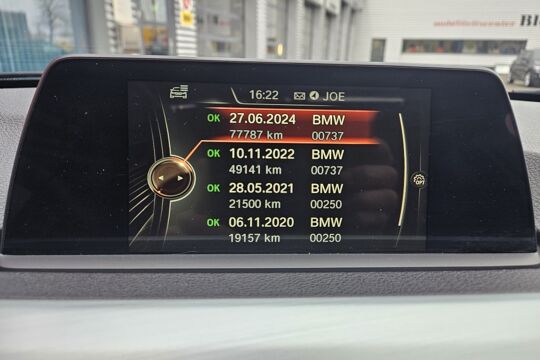 16:22 JOE
OK 27.06.2024 BMW
77787 km 00737
OK 10.11.2022 BMW
49141 km 00737
OK 28.05.2021 BMW
21500 km 00250
OK 06.11.2020 BMW
19157 km 00250
OPT